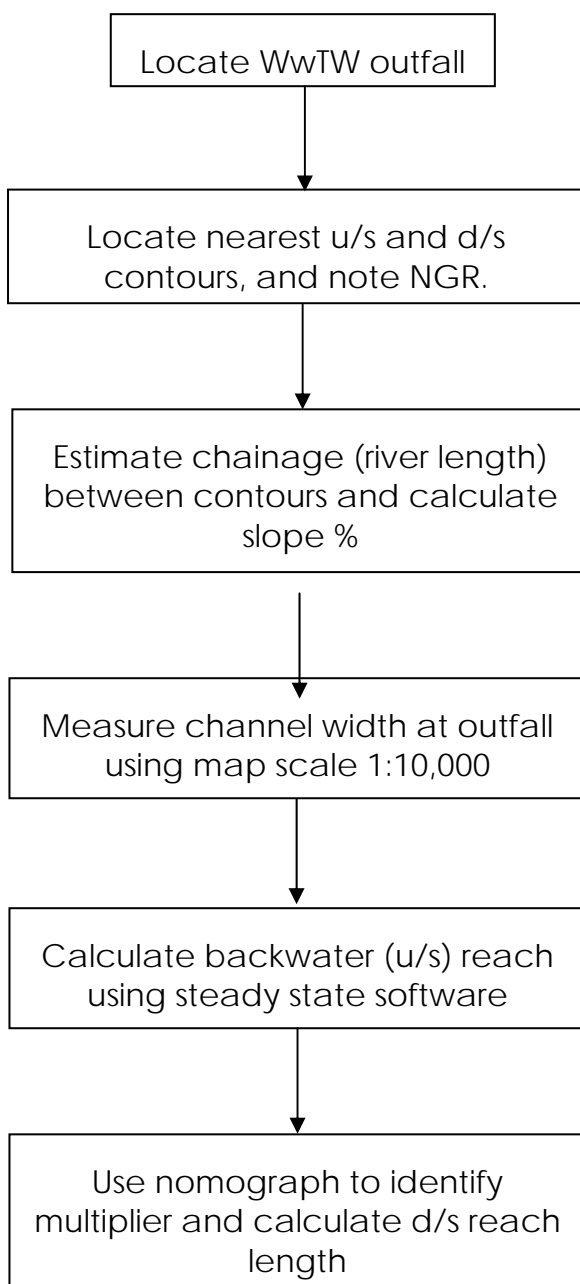 Locate WwTW outfall
Locate nearest u/s and d/s
contours, and note NGR.
Estimate chainage (river length)
between contours and calculate
slope %
Measure channel width at outfall
using map scale 1:10,000
Calculate backwater (u/s) reach
using steady state software
Use nomograph to identify
multiplier and calculate d/s reach
length